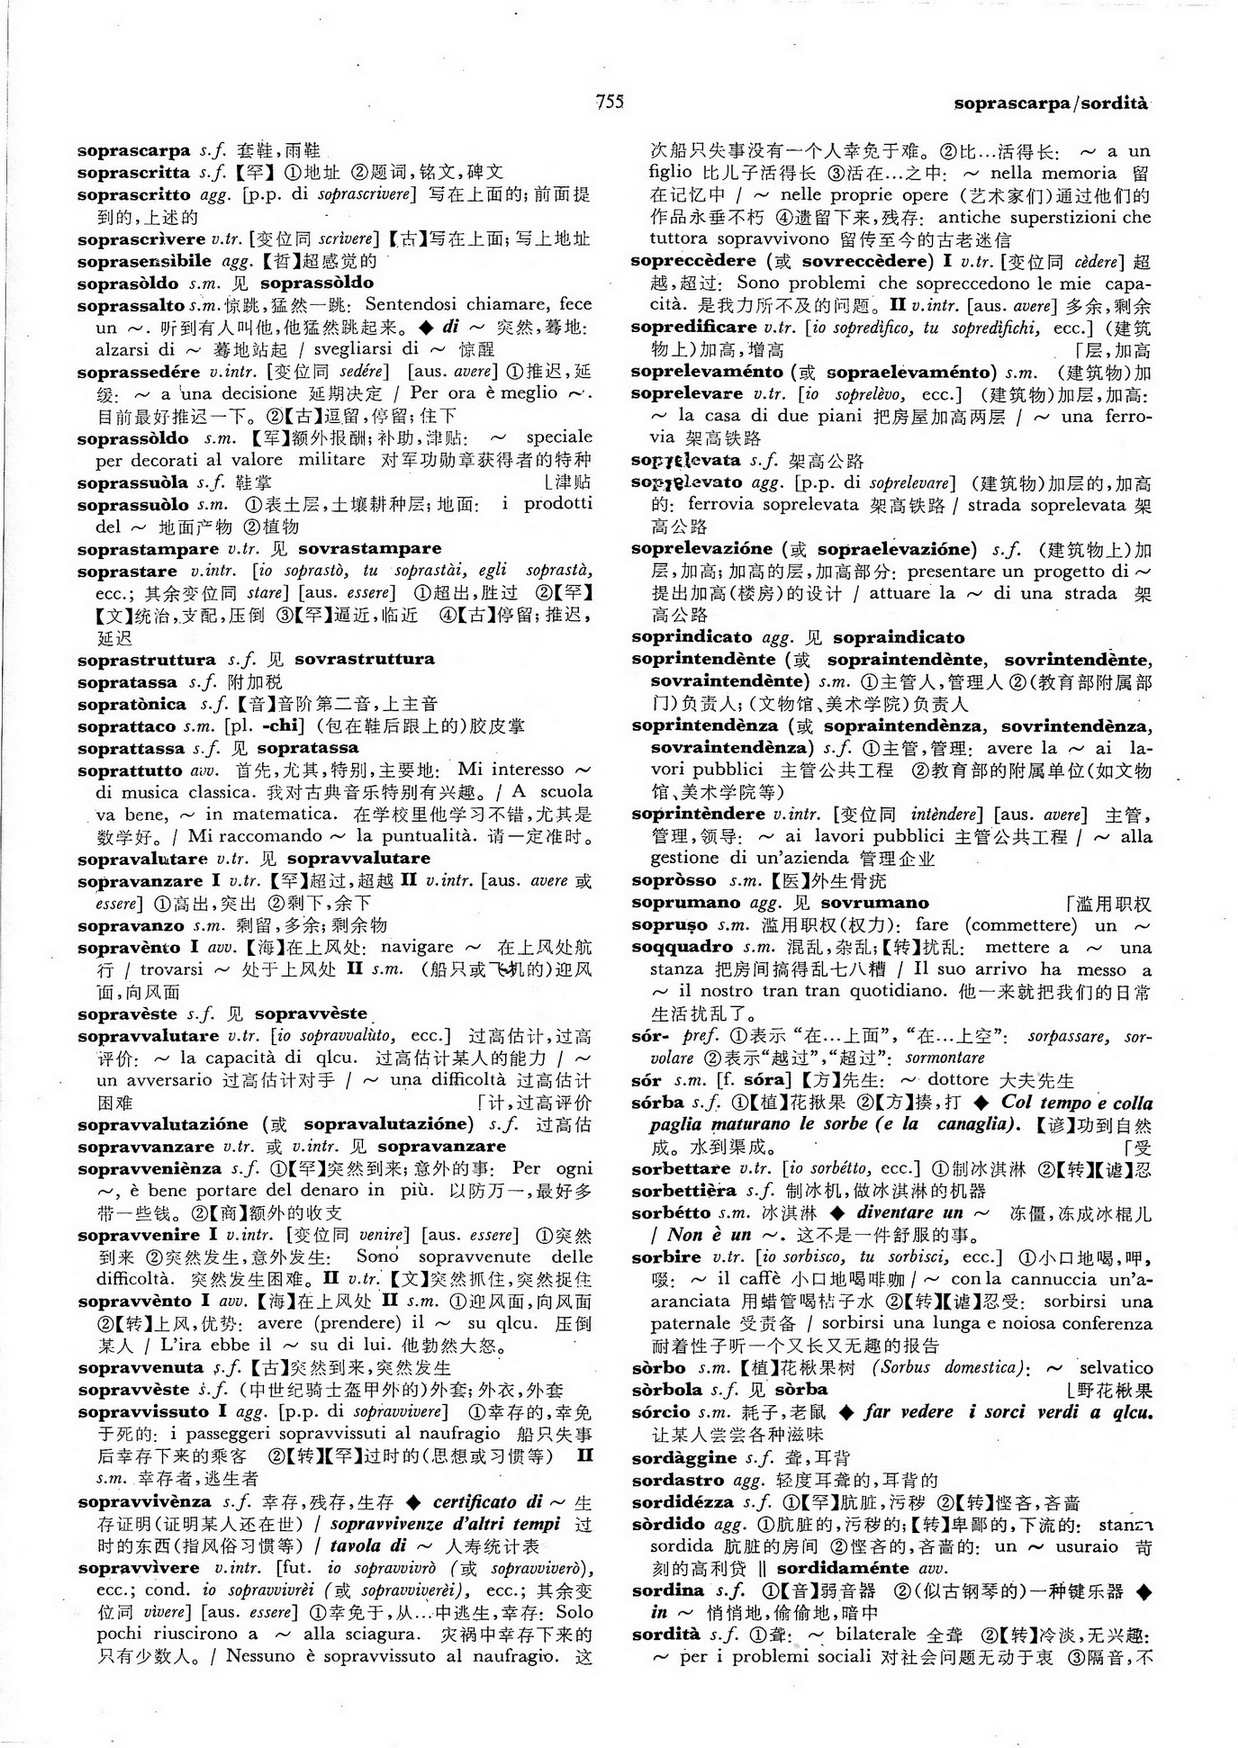 755
soprascarpa/sordità
soprascarpa s.f. 套鞋,雨鞋
soprascritta s.f.【罕】①地址 ②题词,铭文,碑文
soprascritto agg. [p.p. di soprascrivere] 写在上面的;前面提
到的,上述的
soprascrìvere v.tr. [变位同 scrìvere]【古】写在上面;写上地址
soprasensibile agg.【哲】超感觉的
soprasòldo s.m. 见 soprassòldo
soprassalto s.m. 惊跳,猛然一跳: Sentendosi chiamare, fece
un ～. 听到有人叫他,他猛然跳起来。◆ di ～ 突然,蓦地:
alzarsi di ～ 蓦地站起 / svegliarsi di ～ 惊醒
soprassedére v.intr. [变位同 sedére] [aus. avere] ①推迟,延
缓: ～ a una decisione 延期决定 / Per ora è meglio ～.
目前最好推迟一下。②【古】逗留,停留;住下
soprassòldo s.m.【军】额外报酬;补助,津贴: ～ speciale
per decorati al valore militare 对军功勋章获得者的特种
soprassuòla s.f. 鞋掌 ⌊津贴
soprassuòlo s.m. ①表土层,土壤耕种层;地面: i prodotti
del ～ 地面产物 ②植物
soprastampare v.tr. 见 sovrastampare
soprastare v.intr. [io soprastò, tu soprastài, egli soprastà,
ecc.; 其余变位同 stare] [aus. essere] ①超出,胜过 ②【罕】
【文】统治,支配,压倒 ③【罕】逼近,临近 ④【古】停留;推迟,
延迟
soprastruttura s.f. 见 sovrastruttura
sopratassa s.f. 附加税
sopratònica s.f.【音】音阶第二音,上主音
soprattaco s.m. [pl. -chi] (包在鞋后跟上的)胶皮掌
soprattassa s.f. 见 sopratassa
soprattutto avv. 首先,尤其,特别,主要地: Mi interesso ～
di musica classica. 我对古典音乐特别有兴趣。/ A scuola
va bene, ～ in matematica. 在学校里他学习不错,尤其是
数学好。/ Mi raccomando ～ la puntualità. 请一定准时。
sopravalutare v.tr. 见 sopravvalutare
sopravanzare I v.tr.【罕】超过,超越 II v.intr. [aus. avere 或
essere] ①高出,突出 ②剩下,余下
sopravanzo s.m. 剩留,多余;剩余物
sopravènto I avv.【海】在上风处: navigare ～ 在上风处航
行 / trovarsi ～ 处于上风处 II s.m. (船只或飞机的)迎风
面,向风面
sopravèste s.f. 见 sopravvèste
sopravvalutare v.tr. [io sopravvalùto, ecc.] 过高估计,过高
评价: ～ la capacità di qlcu. 过高估计某人的能力 / ～
un avversario 过高估计对手 / ～ una difficoltà 过高估计
困难 「计,过高评价
sopravvalutazióne (或 sopravalutazióne) s.f. 过高估
sopravvanzare v.tr. 或 v.intr. 见 sopravanzare
sopravveniènza s.f. ①【罕】突然到来;意外的事: Per ogni
～, è bene portare del denaro in più. 以防万一,最好多
带一些钱。②【商】额外的收支
sopravvenire I v.intr. [变位同 venire] [aus. essere] ①突然
到来 ②突然发生,意外发生: Sono sopravvenute delle
difficoltà. 突然发生困难。II v.tr.【文】突然抓住,突然捉住
sopravvènto I avv.【海】在上风处 II s.m. ①迎风面,向风面
②【转】上风,优势: avere (prendere) il ～ su qlcu. 压倒
某人 / L'ira ebbe il ～ su di lui. 他勃然大怒。
sopravvenuta s.f.【古】突然到来,突然发生
sopravvèste s.f. (中世纪骑士盔甲外的)外套;外衣,外套
sopravvissuto I agg. [p.p. di sopravvivere] ①幸存的,幸免
于死的: i passeggeri sopravvissuti al naufragio 船只失事
后幸存下来的乘客 ②【转】【罕】过时的(思想或习惯等) II
s.m. 幸存者,逃生者
sopravvivènza s.f. 幸存,残存,生存 ◆ certificato di ～ 生
存证明(证明某人还在世) / sopravvivenze d'altri tempi 过
时的东西(指风俗习惯等) / tavola di ～ 人寿统计表
sopravvìvere v.intr. [fut. io sopravvivrò (或 sopravviverò),
ecc.; cond. io sopravvivrèi (或 sopravviverèi), ecc.; 其余变
位同 vìvere] [aus. essere] ①幸免于,从…中逃生,幸存: Solo
pochi riuscirono a ～ alla sciagura. 灾祸中幸存下来的
只有少数人。/ Nessuno è sopravvissuto al naufragio. 这
次船只失事没有一个人幸免于难。②比…活得长: ～ a un
figlio 比儿子活得长 ③活在…之中: ～ nella memoria 留
在记忆中 / ～ nelle proprie opere (艺术家们)通过他们的
作品永垂不朽 ④遗留下来,残存: antiche superstizioni che
tuttora sopravvivono 留传至今的古老迷信
sopreccèdere (或 sovreccèdere) I v.tr. [变位同 cèdere] 超
越,超过: Sono problemi che sopreccedono le mie capa-
cità. 是我力所不及的问题。II v.intr. [aus. avere] 多余,剩余
sopredificare v.tr. [io sopredìfico, tu sopredìfichi, ecc.] (建筑
物上)加高,增高 「层,加高
soprelevaménto (或 sopraelevaménto) s.m. (建筑物)加
soprelevare v.tr. [io soprelèvo, ecc.] (建筑物)加层,加高:
～ la casa di due piani 把房屋加高两层 / ～ una ferro-
via 架高铁路
soprelevata s.f. 架高公路
soprelevato agg. [p.p. di soprelevare] (建筑物)加层的,加高
的: ferrovia soprelevata 架高铁路 / strada soprelevata 架
高公路
soprelevazióne (或 sopraelevazióne) s.f. (建筑物上)加
层,加高;加高的层,加高部分: presentare un progetto di ～
提出加高(楼房)的设计 / attuare la ～ di una strada 架
高公路
soprindicato agg. 见 sopraindicato
soprintendènte (或 sopraintendènte, sovrintendènte,
sovraintendènte) s.m. ①主管人,管理人 ②(教育部附属部
门)负责人;(文物馆、美术学院)负责人
soprintendènza (或 sopraintendènza, sovrintendènza,
sovraintendènza) s.f. ①主管,管理: avere la ～ ai la-
vori pubblici 主管公共工程 ②教育部的附属单位(如文物
馆、美术学院等)
soprintèndere v.intr. [变位同 intèndere] [aus. avere] 主管,
管理,领导: ～ ai lavori pubblici 主管公共工程 / ～ alla
gestione di un'azienda 管理企业
sopròsso s.m.【医】外生骨疣
soprumano agg. 见 sovrumano 「滥用职权
sopruso s.m. 滥用职权(权力): fare (commettere) un ～
soqquadro s.m. 混乱,杂乱;【转】扰乱: mettere a ～ una
stanza 把房间搞得乱七八糟 / Il suo arrivo ha messo a
～ il nostro tran tran quotidiano. 他一来就把我们的日常
生活扰乱了。
sór- pref. ①表示 “在…上面”, “在…上空”: sorpassare, sor-
volare ②表示“越过”,“超过”: sormontare
sór s.m. [f. sóra]【方】先生: ～ dottore 大夫先生
sórba s.f. ①【植】花揪果 ②【方】揍,打 ◆ Col tempo e colla
paglia maturano le sorbe (e la canaglia).【谚】功到自然
成。水到渠成。 「受
sorbettare v.tr. [io sorbétto, ecc.] ①制冰淇淋 ②【转】【谑】忍
sorbettièra s.f. 制冰机,做冰淇淋的机器
sorbétto s.m. 冰淇淋 ◆ diventare un ～ 冻僵,冻成冰棍儿
/ Non è un ～. 这不是一件舒服的事。
sorbire v.tr. [io sorbisco, tu sorbisci, ecc.] ①小口地喝,呷,
啜: ～ il caffè 小口地喝啡咖 / ～ con la cannuccia un'a-
aranciata 用蜡管喝桔子水 ②【转】【谑】忍受: sorbirsi una
paternale 受责备 / sorbirsi una lunga e noiosa conferenza
耐着性子听一个又长又无趣的报告
sòrbo s.m.【植】花楸果树 (Sorbus domestica): ～ selvatico
sòrbola s.f. 见 sòrba ⌊野花楸果
sórcio s.m. 耗子,老鼠 ◆ far vedere i sorci verdi a qlcu.
让某人尝尝各种滋味
sordàggine s.f. 聋,耳背
sordastro agg. 轻度耳聋的,耳背的
sordidézza s.f. ①【罕】肮脏,污秽 ②【转】悭吝,吝啬
sòrdido agg. ①肮脏的,污秽的;【转】卑鄙的,下流的: stanza
sordida 肮脏的房间 ②悭吝的,吝啬的: un ～ usuraio 苛
刻的高利贷 ‖ sordidaménte avv.
sordina s.f. ①【音】弱音器 ②(似古钢琴的)一种键乐器 ◆
in ～ 悄悄地,偷偷地,暗中
sordità s.f. ①聋: ～ bilaterale 全聋 ②【转】冷淡,无兴趣:
～ per i problemi sociali 对社会问题无动于衷 ③隔音,不